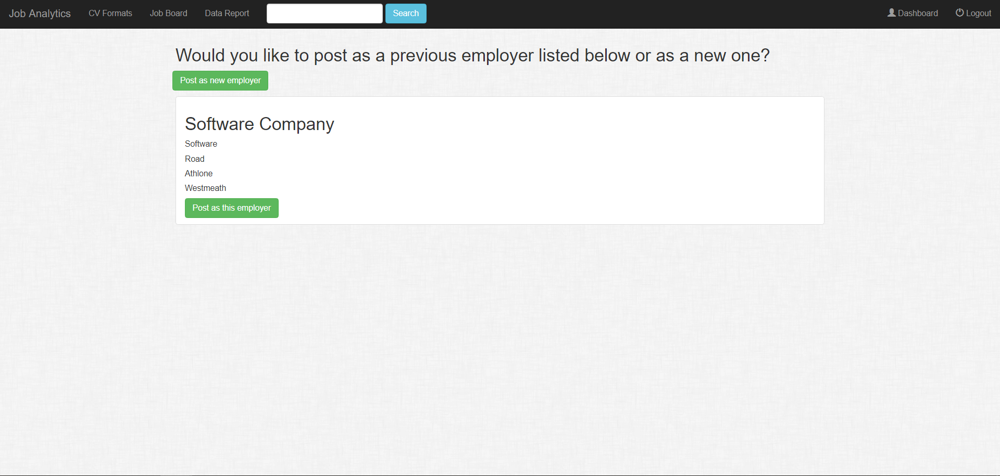 Job Analytics CV Formats Job Board Data Report Search Dashboard Logout
Would you like to post as a previous employer listed below or as a new one?
Post as new employer
Software Company
Software
Road
Athlone
Westmeath
Post as this employer